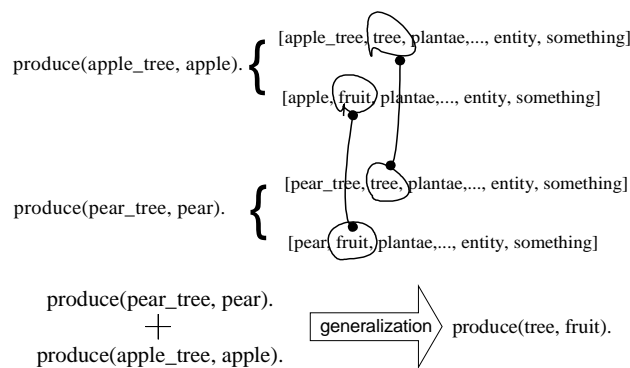 [apple_tree, tree, plantae,..., entity, something]
produce(apple_tree, apple). {
[apple, fruit, plantae,..., entity, something]
[pear_tree, tree, plantae,..., entity, something]
produce(pear_tree, pear). {
[pear, fruit, plantae,..., entity, something]
produce(pear_tree, pear).
+
produce(apple_tree, apple).
generalization
produce(tree, fruit).